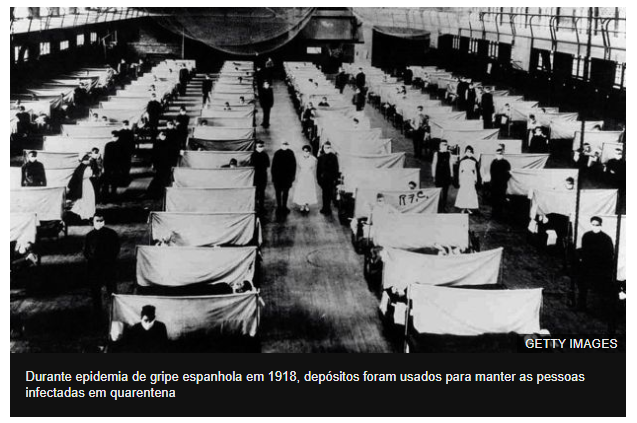 GETTY IMAGES
Durante epidemia de gripe espanhola em 1918, depósitos foram usados para manter as pessoas
infectadas em quarentena